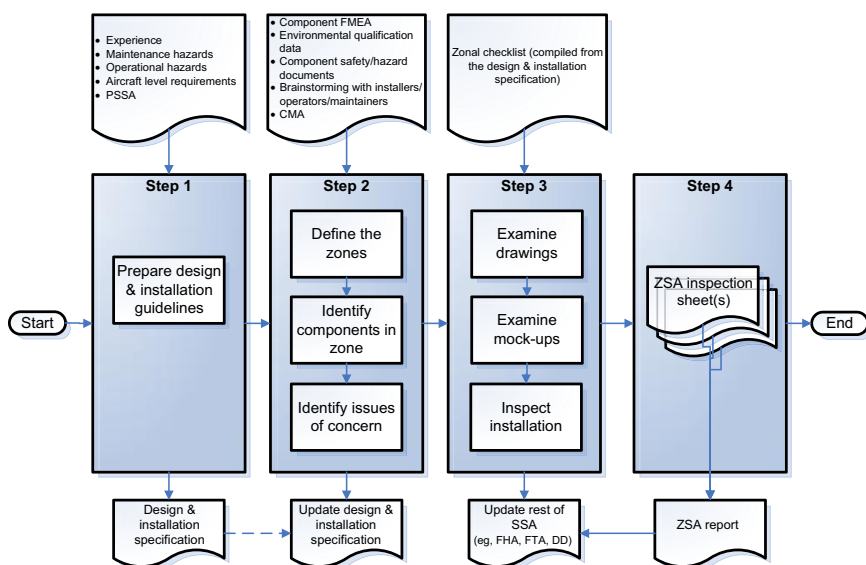 • Experience
• Maintenance hazards
• Operational hazards
• Aircraft level requirements
• PSSA
• Component FMEA
• Environmental qualification
data
• Component safety/hazard
documents
• Brainstorming with installers/
operators/maintainers
• CMA
Zonal checklist (compiled from
the design & installation
specification)
Step 1
Step 2
Step 3
Step 4
Start
Prepare design
& installation
guidelines
Define the
zones
Identify
components in
zone
Identify issues
of concern
Examine
drawings
Examine
mock-ups
Inspect
installation
ZSA inspection
sheet(s)
End
Design &
installation
specification
Update design &
installation
specification
Update rest of
SSA
(eg, FHA, FTA, DD)
ZSA report